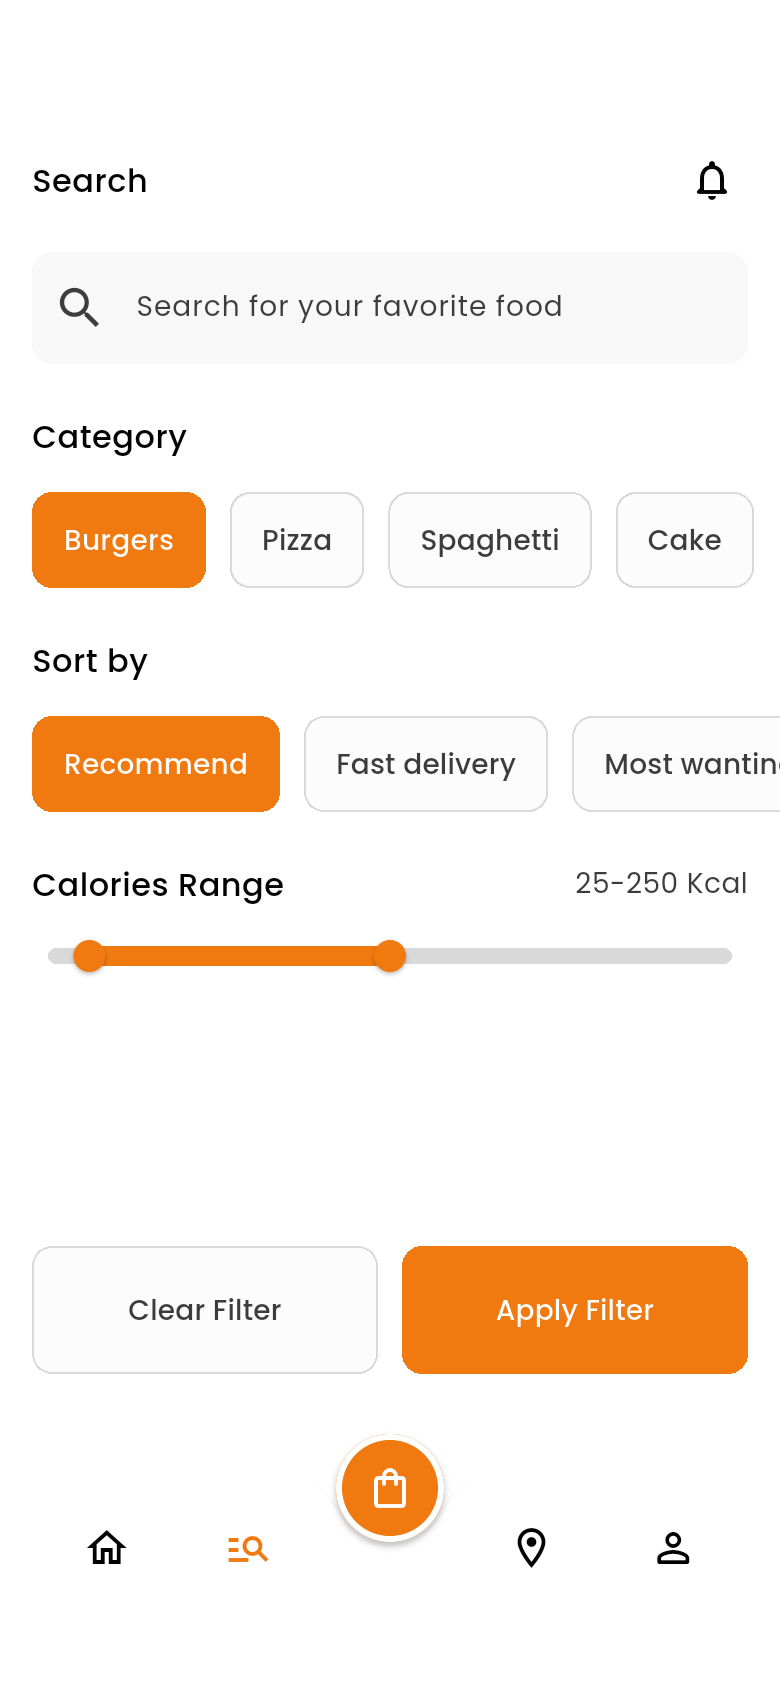 Search
Search for your favorite food
Category
Burgers Pizza Spaghetti Cake
Sort by
Recommend Fast delivery Most wantin
Calories Range 25-250 Kcal
Clear Filter Apply Filter